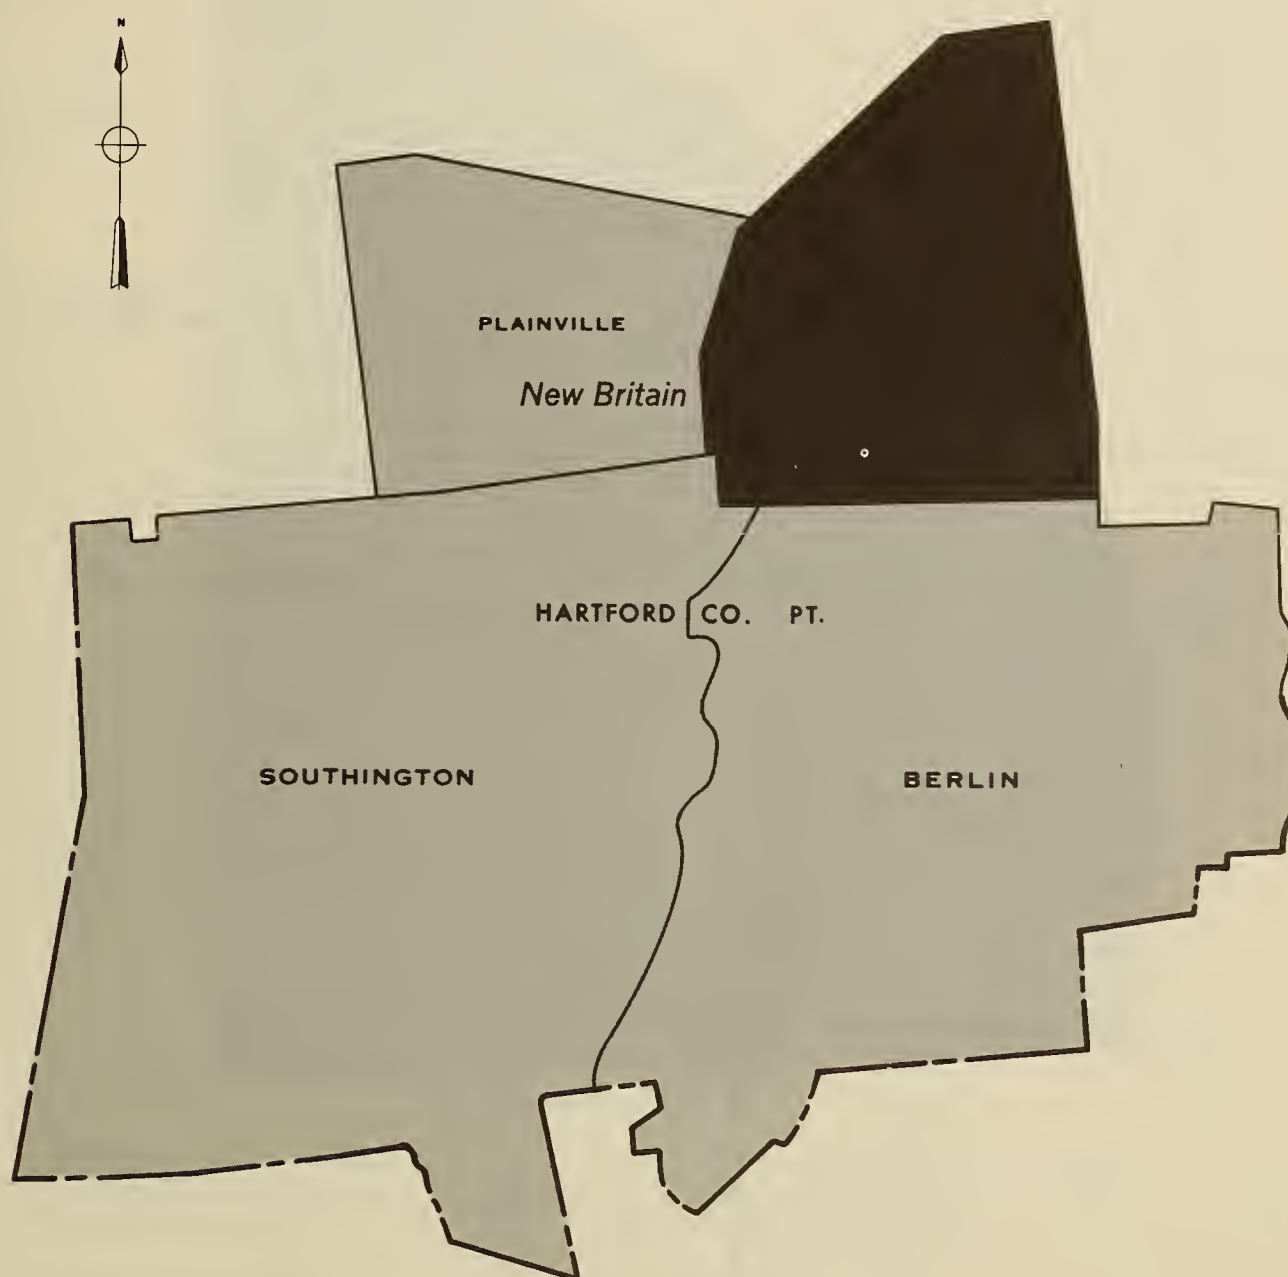 N
PLAINVILLE
New Britain
HARTFORD CO. PT.
SOUTHINGTON
BERLIN